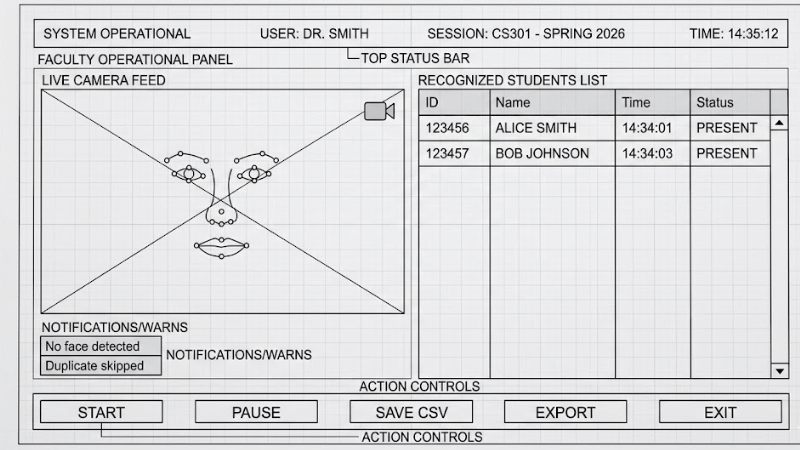 SYSTEM OPERATIONAL USER: DR. SMITH SESSION: CS301 - SPRING 2026 TIME: 14:35:12
FACULTY OPERATIONAL PANEL
TOP STATUS BAR
LIVE CAMERA FEED
RECOGNIZED STUDENTS LIST
ID Name Time Status
123456 ALICE SMITH 14:34:01 PRESENT
123457 BOB JOHNSON 14:34:03 PRESENT
NOTIFICATIONS/WARNS
No face detected
Duplicate skipped
NOTIFICATIONS/WARNS
ACTION CONTROLS
START PAUSE SAVE CSV EXPORT EXIT
ACTION CONTROLS